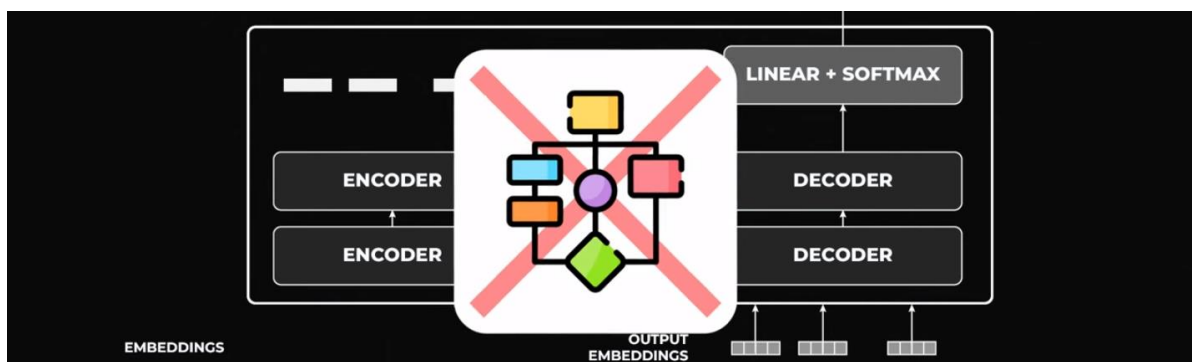 LINEAR + SOFTMAX
ENCODER
DECODER
ENCODER
DECODER
EMBEDDINGS
OUTPUT
EMBEDDINGS